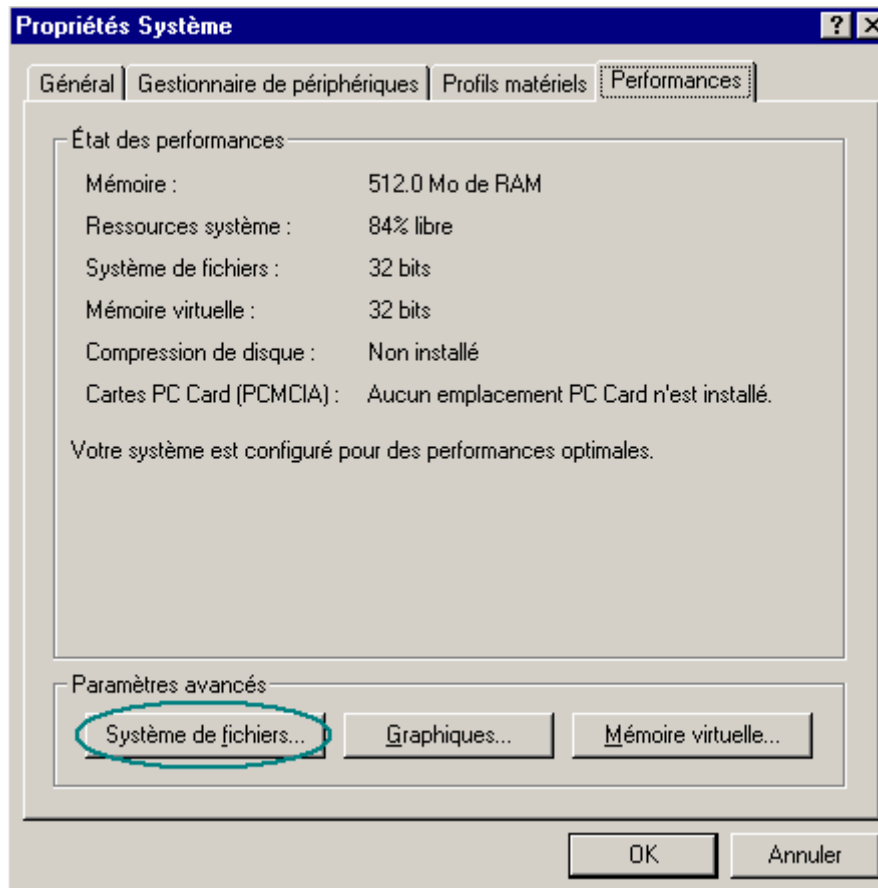 Propriétés Système
Général Gestionnaire de périphériques Profils matériels Performances
État des performances
Mémoire : 512.0 Mo de RAM
Ressources système : 84% libre
Système de fichiers : 32 bits
Mémoire virtuelle : 32 bits
Compression de disque : Non installé
Cartes PC Card (PCMCIA) : Aucun emplacement PC Card n'est installé.
Votre système est configuré pour des performances optimales.
Paramètres avancés
Système de fichiers... Graphiques... Mémoire virtuelle...
OK Annuler